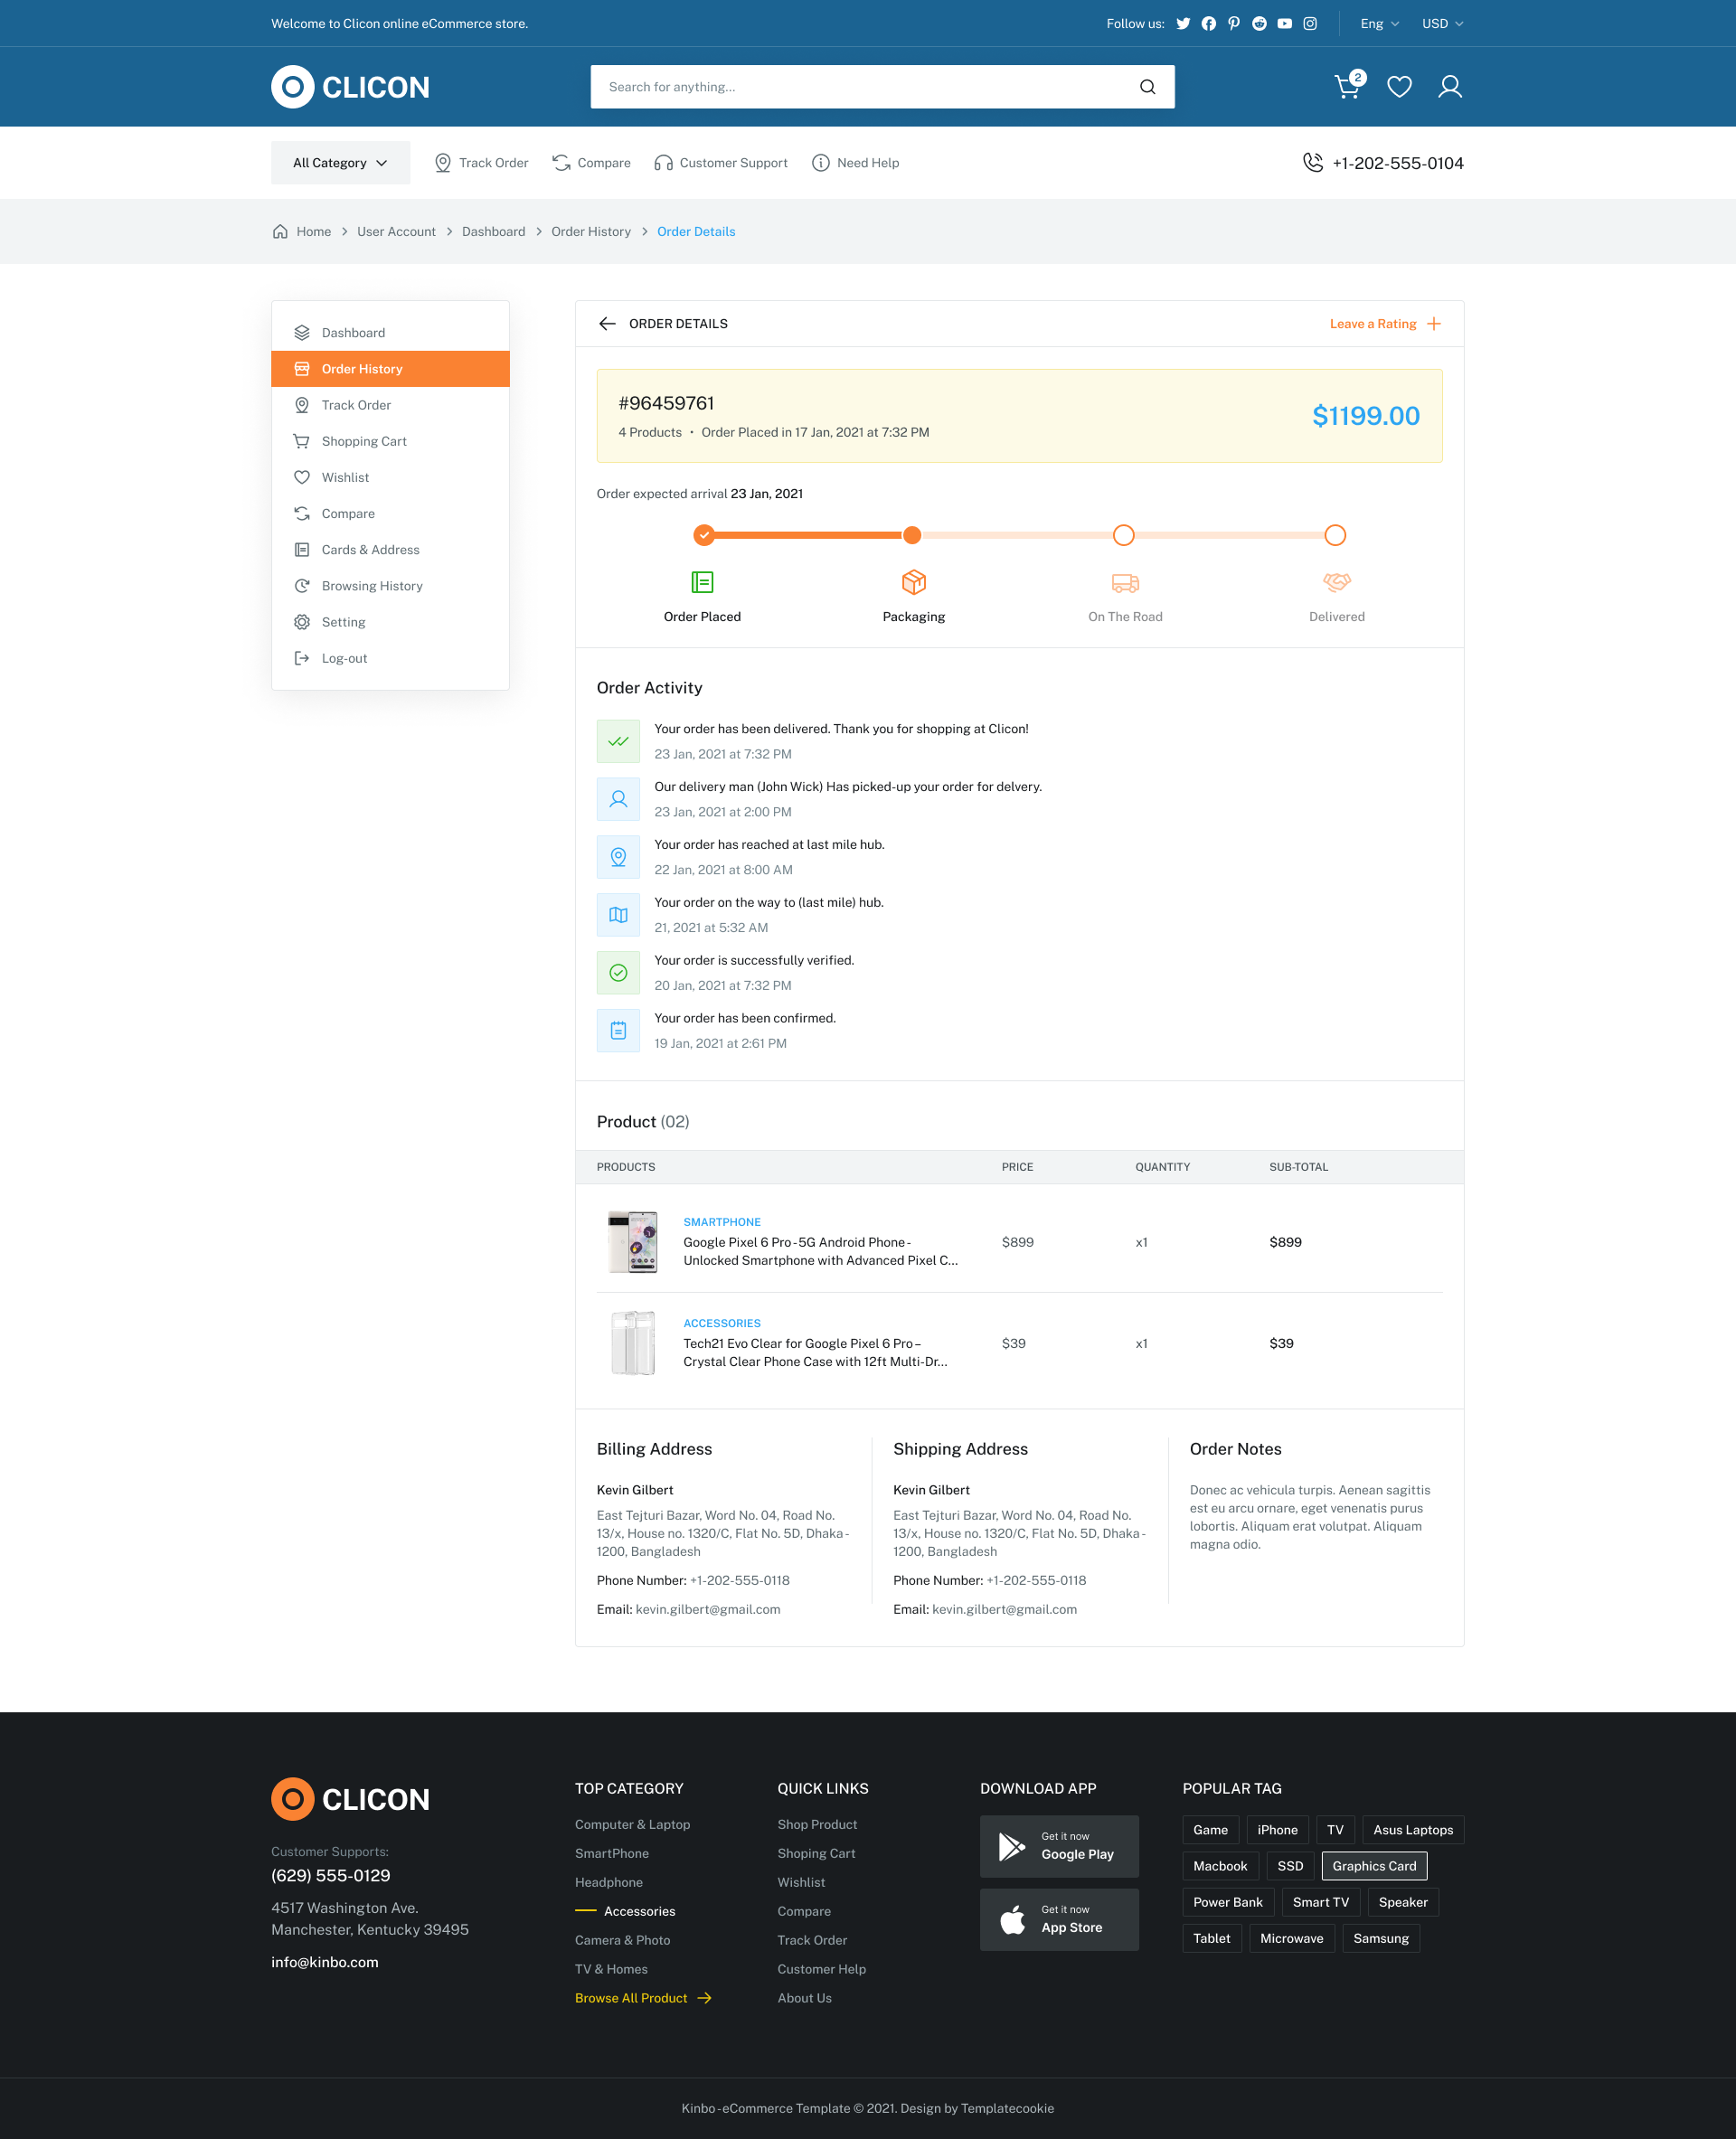 Welcome to Clicon online eCommerce store.
Follow us:
Eng
USD
CLICON
Search for anything...
2
All Category
Track Order
Compare
Customer Support
Need Help
+1-202-555-0104
Home
User Account
Dashboard
Order History
Order Details
Dashboard
Order History
Track Order
Shopping Cart
Wishlist
Compare
Cards & Address
Browsing History
Setting
Log-out
ORDER DETAILS
Leave a Rating
#96459761
4 Products • Order Placed in 17 Jan, 2021 at 7:32 PM
$1199.00
Order expected arrival 23 Jan, 2021
Order Placed
Packaging
On The Road
Delivered
Order Activity
Your order has been delivered. Thank you for shopping at Clicon!
23 Jan, 2021 at 7:32 PM
Our delivery man (John Wick) Has picked-up your order for delvery.
23 Jan, 2021 at 2:00 PM
Your order has reached at last mile hub.
22 Jan, 2021 at 8:00 AM
Your order on the way to (last mile) hub.
21, 2021 at 5:32 AM
Your order is successfully verified.
20 Jan, 2021 at 7:32 PM
Your order has been confirmed.
19 Jan, 2021 at 2:61 PM
Product (02)
PRODUCTS
PRICE
QUANTITY
SUB-TOTAL
SMARTPHONE
Google Pixel 6 Pro - 5G Android Phone -
Unlocked Smartphone with Advanced Pixel C...
$899
x1
$899
ACCESSORIES
Tech21 Evo Clear for Google Pixel 6 Pro –
Crystal Clear Phone Case with 12ft Multi-Dr...
$39
x1
$39
Billing Address
Kevin Gilbert
East Tejturi Bazar, Word No. 04, Road No.
13/x, House no. 1320/C, Flat No. 5D, Dhaka -
1200, Bangladesh
Phone Number: +1-202-555-0118
Email: kevin.gilbert@gmail.com
Shipping Address
Kevin Gilbert
East Tejturi Bazar, Word No. 04, Road No.
13/x, House no. 1320/C, Flat No. 5D, Dhaka -
1200, Bangladesh
Phone Number: +1-202-555-0118
Email: kevin.gilbert@gmail.com
Order Notes
Donec ac vehicula turpis. Aenean sagittis
est eu arcu ornare, eget venenatis purus
lobortis. Aliquam erat volutpat. Aliquam
magna odio.
CLICON
Customer Supports:
(629) 555-0129
4517 Washington Ave.
Manchester, Kentucky 39495
info@kinbo.com
TOP CATEGORY
Computer & Laptop
SmartPhone
Headphone
Accessories
Camera & Photo
TV & Homes
Browse All Product
QUICK LINKS
Shop Product
Shoping Cart
Wishlist
Compare
Track Order
Customer Help
About Us
DOWNLOAD APP
Get it now
Google Play
Get it now
App Store
POPULAR TAG
Game
iPhone
TV
Asus Laptops
Macbook
SSD
Graphics Card
Power Bank
Smart TV
Speaker
Tablet
Microwave
Samsung
Kinbo - eCommerce Template © 2021. Design by Templatecookie